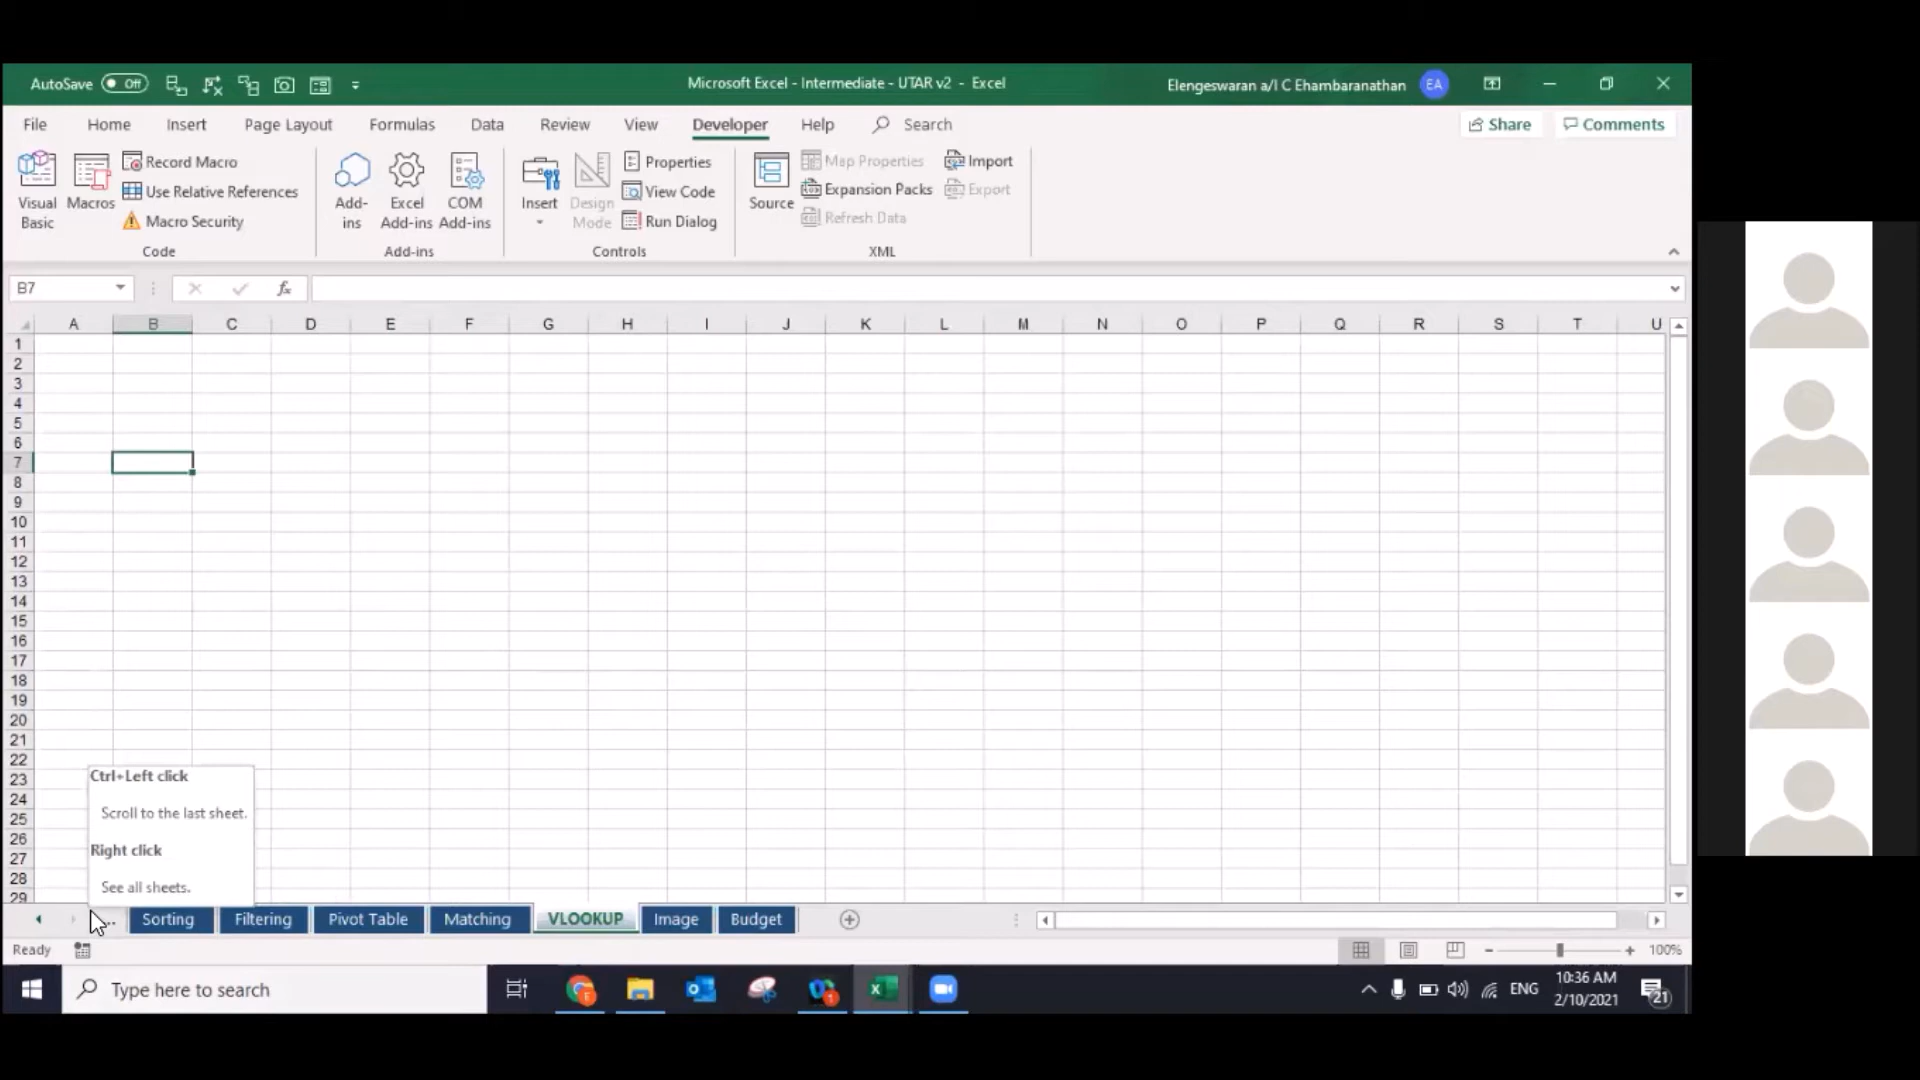 AutoSave Off
Microsoft Excel - Intermediate - UTAR v2 - Excel
Elengeswaran a/l C Ehambaranathan EA
File Home Insert Page Layout Formulas Data Review View Developer Help Search
Share Comments
Visual Basic
Macros
Record Macro
Use Relative References
Macro Security
Code
Add-ins
Excel Add-ins
COM Add-ins
Add-ins
Insert
Design Mode
Properties
View Code
Run Dialog
Controls
Source
Map Properties
Expansion Packs
Refresh Data
Import
Export
XML
B7
fx
A B C D E F G H I J K L M N O P Q R S T U
1
2
3
4
5
6
7
8
9
10
11
12
13
14
15
16
17
18
19
20
21
22
23
24
25
26
27
28
29
Ctrl+Left click
Scroll to the last sheet.
Right click
See all sheets.
... Sorting Filtering Pivot Table Matching VLOOKUP Image Budget
Ready
100%
Type here to search
1
ENG
10:36 AM
2/10/2021
21